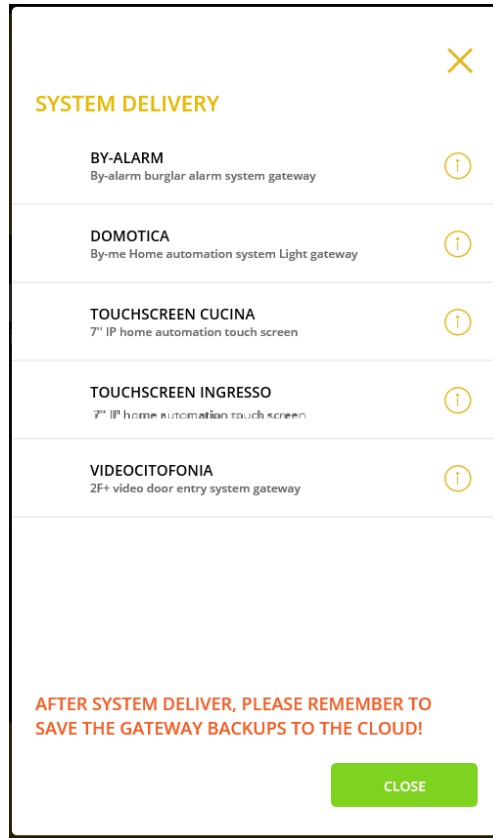 SYSTEM DELIVERY
BY-ALARM
By-alarm burglar alarm system gateway
DOMOTICA
By-me Home automation system Light gateway
TOUCHSCREEN CUCINA
7" IP home automation touch screen
TOUCHSCREEN INGRESSO
7" IP home automation touch screen
VIDEOCITOFONIA
2F+ video door entry system gateway
AFTER SYSTEM DELIVER, PLEASE REMEMBER TO
SAVE THE GATEWAY BACKUPS TO THE CLOUD!
CLOSE